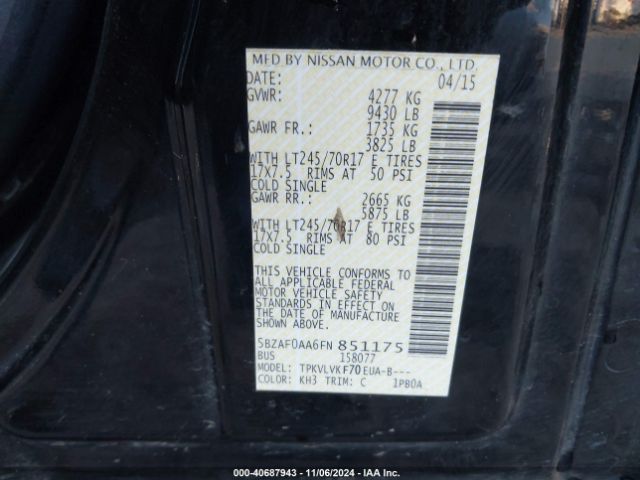 MFD BY NISSAN MOTOR CO., LTD.
DATE: 04/15
GVWR: 4277 KG
9430 LB
GAWR FR.: 1735 KG
3825 LB
WITH LT245/70R17 E TIRES
17X7.5 RIMS AT 50 PSI
COLD SINGLE
GAWR RR.: 2665 KG
5875 LB
WITH LT245/70R17 E TIRES
17X7.5 RIMS AT 80 PSI
COLD SINGLE
THIS VEHICLE CONFORMS TO
ALL APPLICABLE FEDERAL
MOTOR VEHICLE SAFETY
STANDARDS IN EFFECT ON
THE DATE OF MANUFACTURE
SHOWN ABOVE.
5BZAF0AA6FN 851175
BUS 158077
MODEL: TPKVLVKF70EUA-B---
COLOR: KH3 TRIM: C 1PB0A
000-40687943 - 11/06/2024 - IAA Inc.